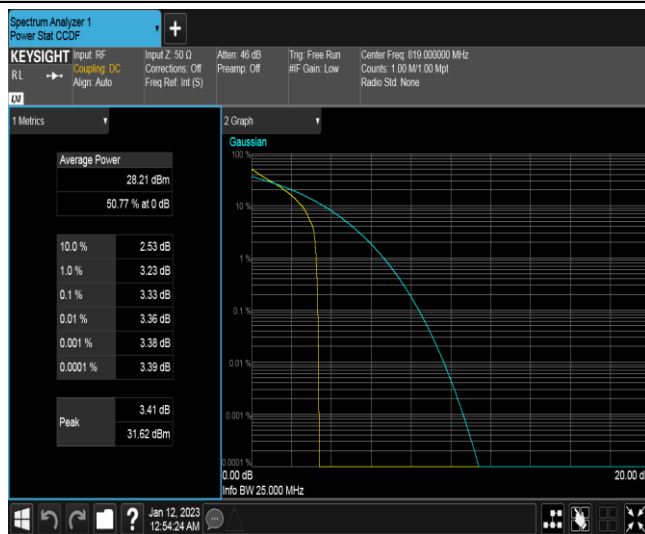 Spectrum Analyzer 1
Power Stat CCDF
+
KEYSIGHT
RL
LXI
Input: RF
Coupling: DC
Align: Auto
Input Z: 50 Ω
Corrections: Off
Freq Ref: Int (S)
Atten: 46 dB
Preamp: Off
Trig: Free Run
#IF Gain: Low
Center Freq: 819.000000 MHz
Counts: 1.00 M/1.00 Mpt
Radio Std: None
1 Metrics
Average Power
28.21 dBm
50.77 % at 0 dB
10.0 % 2.53 dB
1.0 % 3.23 dB
0.1 % 3.33 dB
0.01 % 3.36 dB
0.001 % 3.38 dB
0.0001 % 3.39 dB
Peak
3.41 dB
31.62 dBm
2 Graph
Gaussian
100 %
10 %
1 %
0.1 %
0.01 %
0.001 %
0.0001 %
0.00 dB
20.00 d
Info BW 25.000 MHz
?
Jan 12, 2023
12:54:24 AM